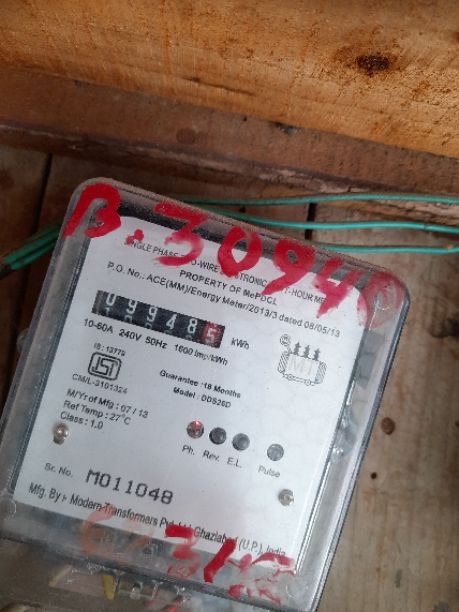 B.30940
SINGLE PHASE
PROPERTY OF MePDCL
P.O. No.: ACE(MM)/Energy Meter/2013/3 dated 08/05/13
099485 kWh
10-60A 240V 50Hz 1600 Imp/kWh
IS : 13779
ISI
CM/L-3101324
Guarantee :18 Months
Model : DDS26D
M/Yr of Mfg : 07 / 13
Ref Temp : 27°C
Class : 1.0
Ph. Rev. E.L. Pulse
Sr. No. M011048
Mfg. By :- Modern Transformers Ghaziabad (U.P.), India